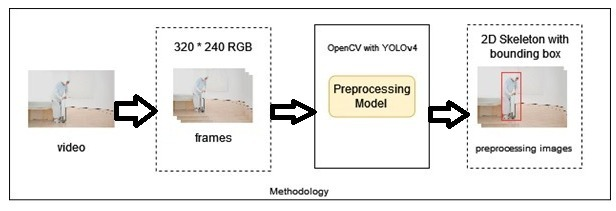 video
320 * 240 RGB
frames
OpenCV with YOLOv4
Preprocessing
Model
2D Skeleton with
bounding box
preprocessing images
Methodology